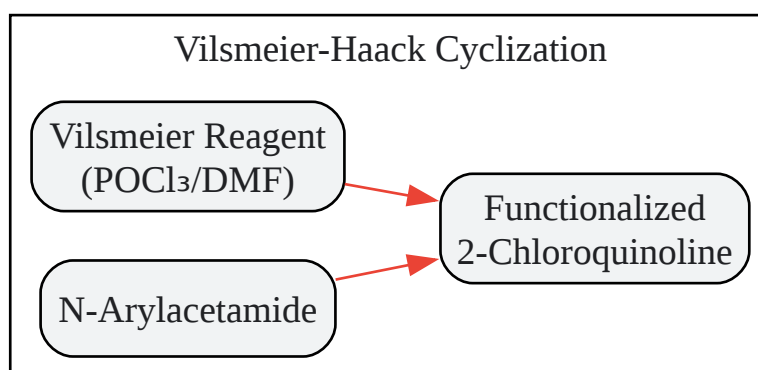 Vilsmeier-Haack Cyclization
Vilsmeier Reagent
(POCl₃/DMF)
Functionalized
2-Chloroquinoline
N-Arylacetamide